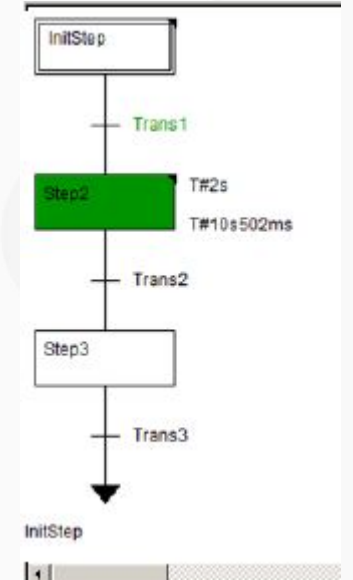 InitStep
Trans1
Step2
T#2s
T#10s502ms
Trans2
Step3
Trans3
InitStep